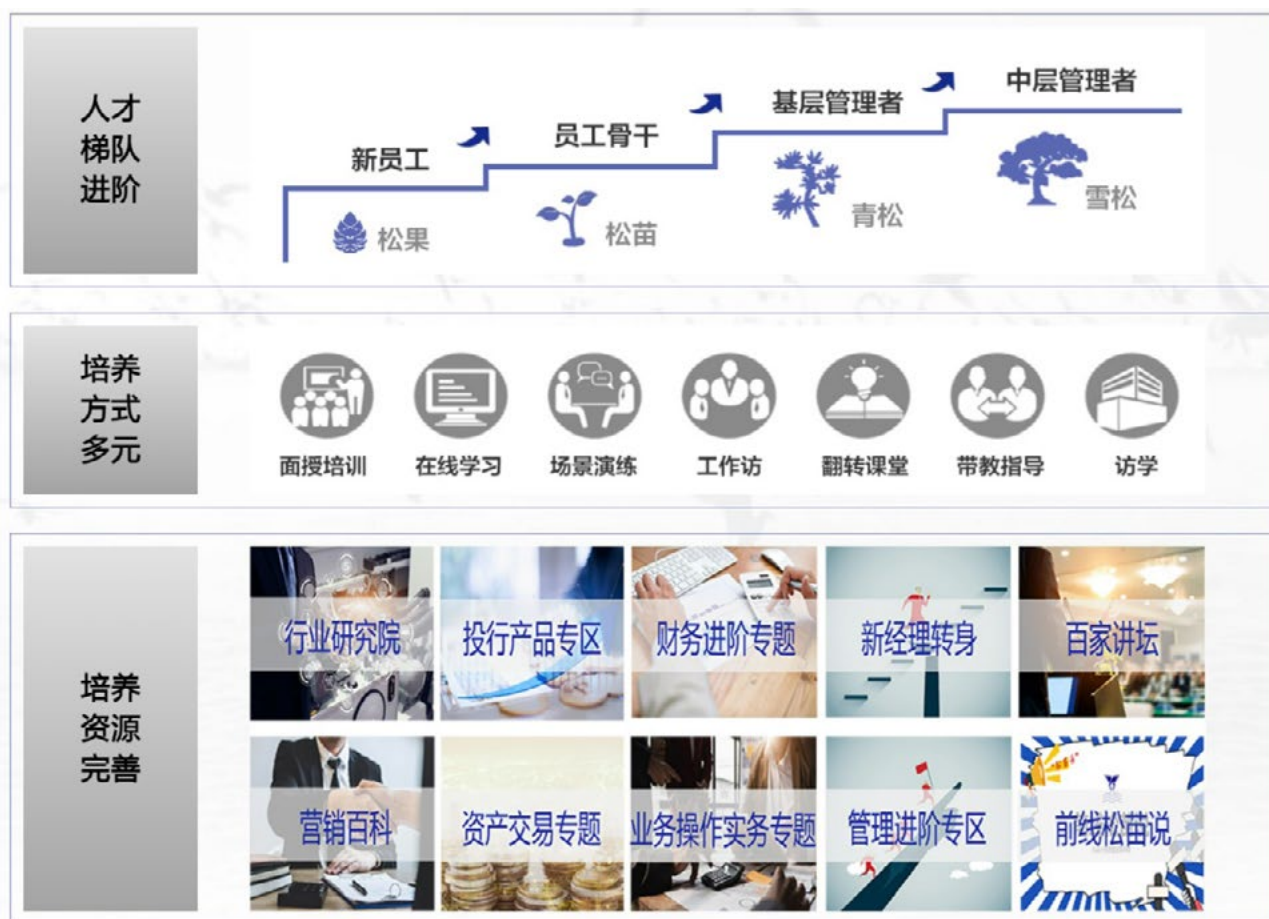 人才
梯队
进阶
新员工
员工骨干
基层管理者
中层管理者
松果
松苗
青松
雪松
培养
方式
多元
面授培训
在线学习
场景演练
工作访
翻转课堂
带教指导
访学
培养
资源
完善
行业研究院
投行产品专区
财务进阶专题
新经理转身
百家讲坛
营销百科
资产交易专题
业务操作实务专题
管理进阶专区
前线松苗说